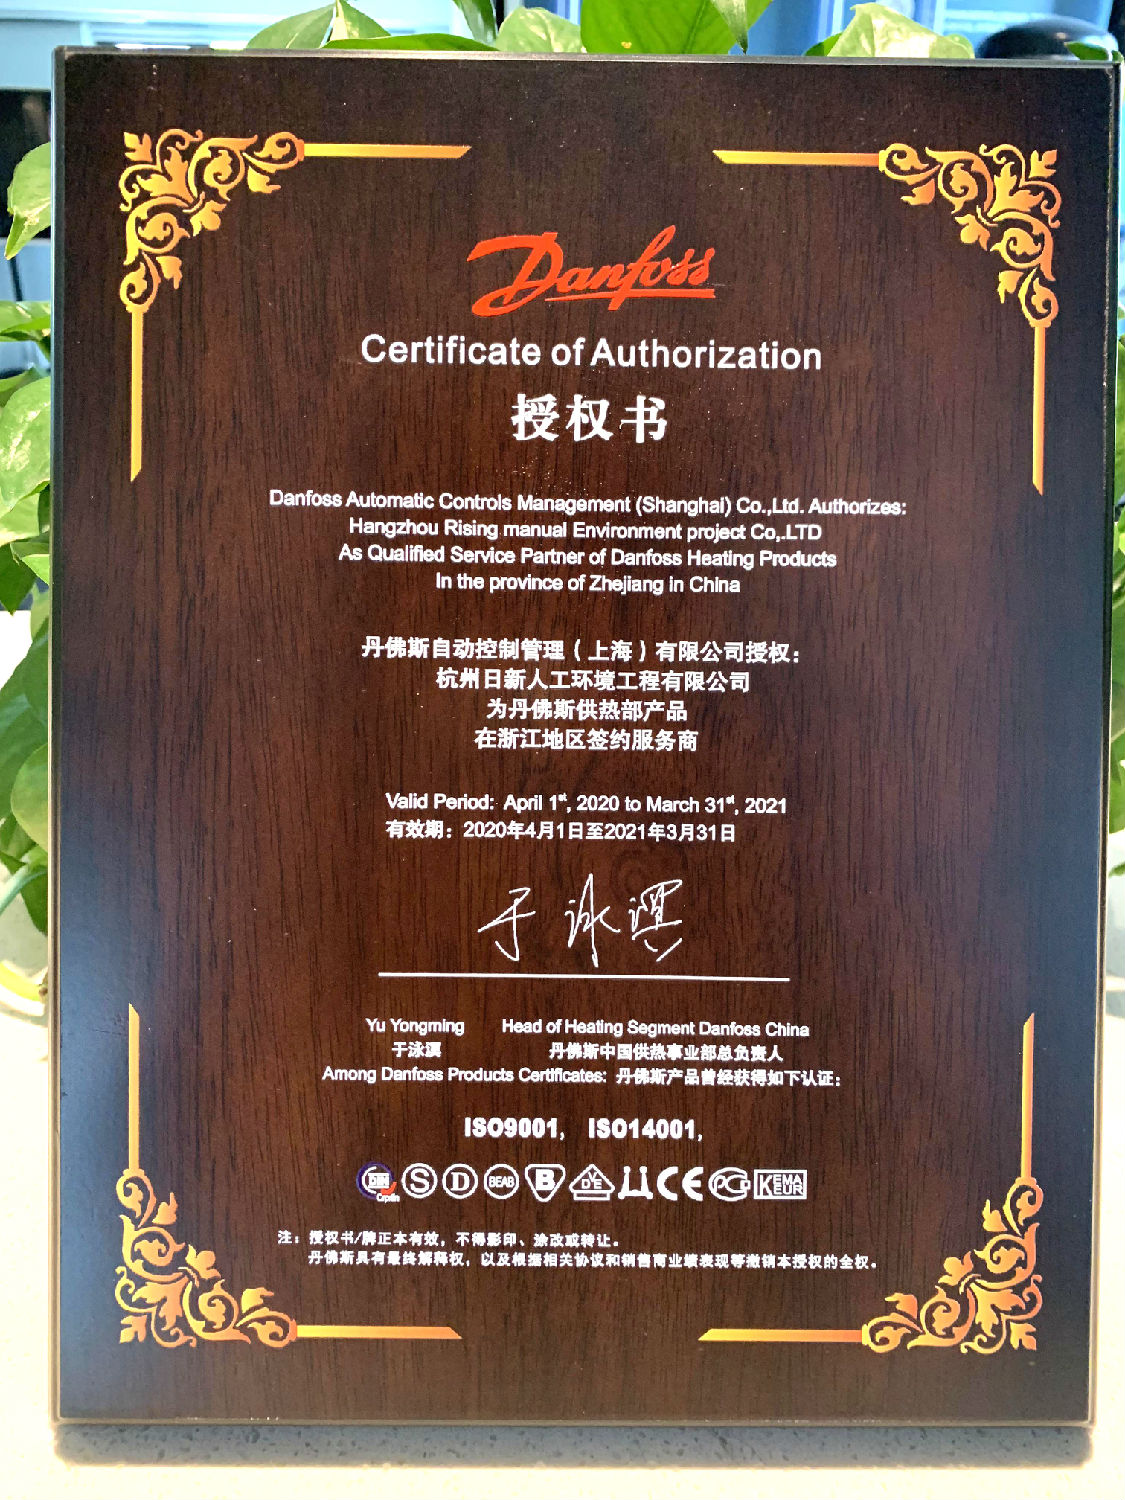 Danfoss
Certificate of Authorization
授权书
Danfoss Automatic Controls Management (Shanghai) Co.,Ltd. Authorizes:
Hangzhou Rising manual Environment project Co,.LTD
As Qualified Service Partner of Danfoss Heating Products
In the province of Zhejiang in China
丹佛斯自动控制管理（上海）有限公司授权：
杭州日新人工环境工程有限公司
为丹佛斯供热部产品
在浙江地区签约服务商
Valid Period: April 1st, 2020 to March 31st, 2021
有效期：2020年4月1日至2021年3月31日
于泳淇
Yu Yongming Head of Heating Segment Danfoss China
丹佛斯中国供热事业部总负责人
Among Danfoss Products Certificates: 丹佛斯产品曾经获得如下认证：
ISO9001, ISO14001,
DIN S D BEAB B VDE CE PC KEMA EUR
注：授权书/牌正本有效，不得影印、涂改或转让。
丹佛斯具有最终解释权，以及根据相关协议和销售商业绩表现等撤销本授权的全权。